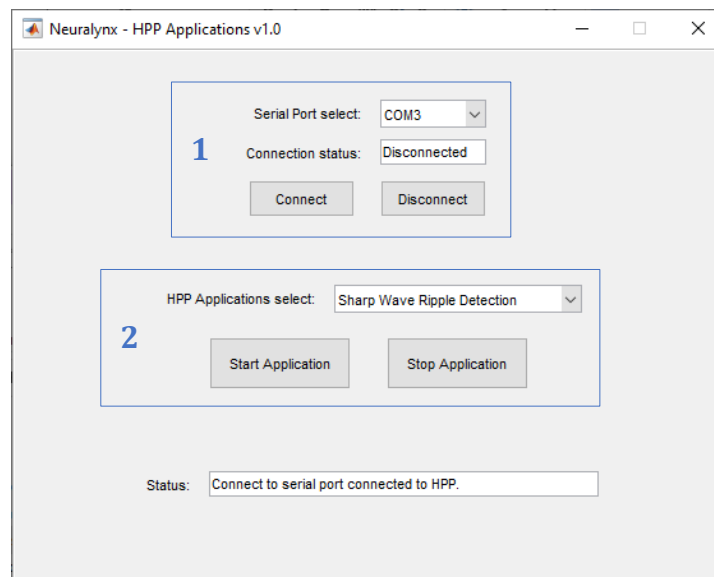 Neuralynx - HPP Applications v1.0
1
Serial Port select: COM3
Connection status: Disconnected
Connect Disconnect
2
HPP Applications select: Sharp Wave Ripple Detection
Start Application Stop Application
Status: Connect to serial port connected to HPP.